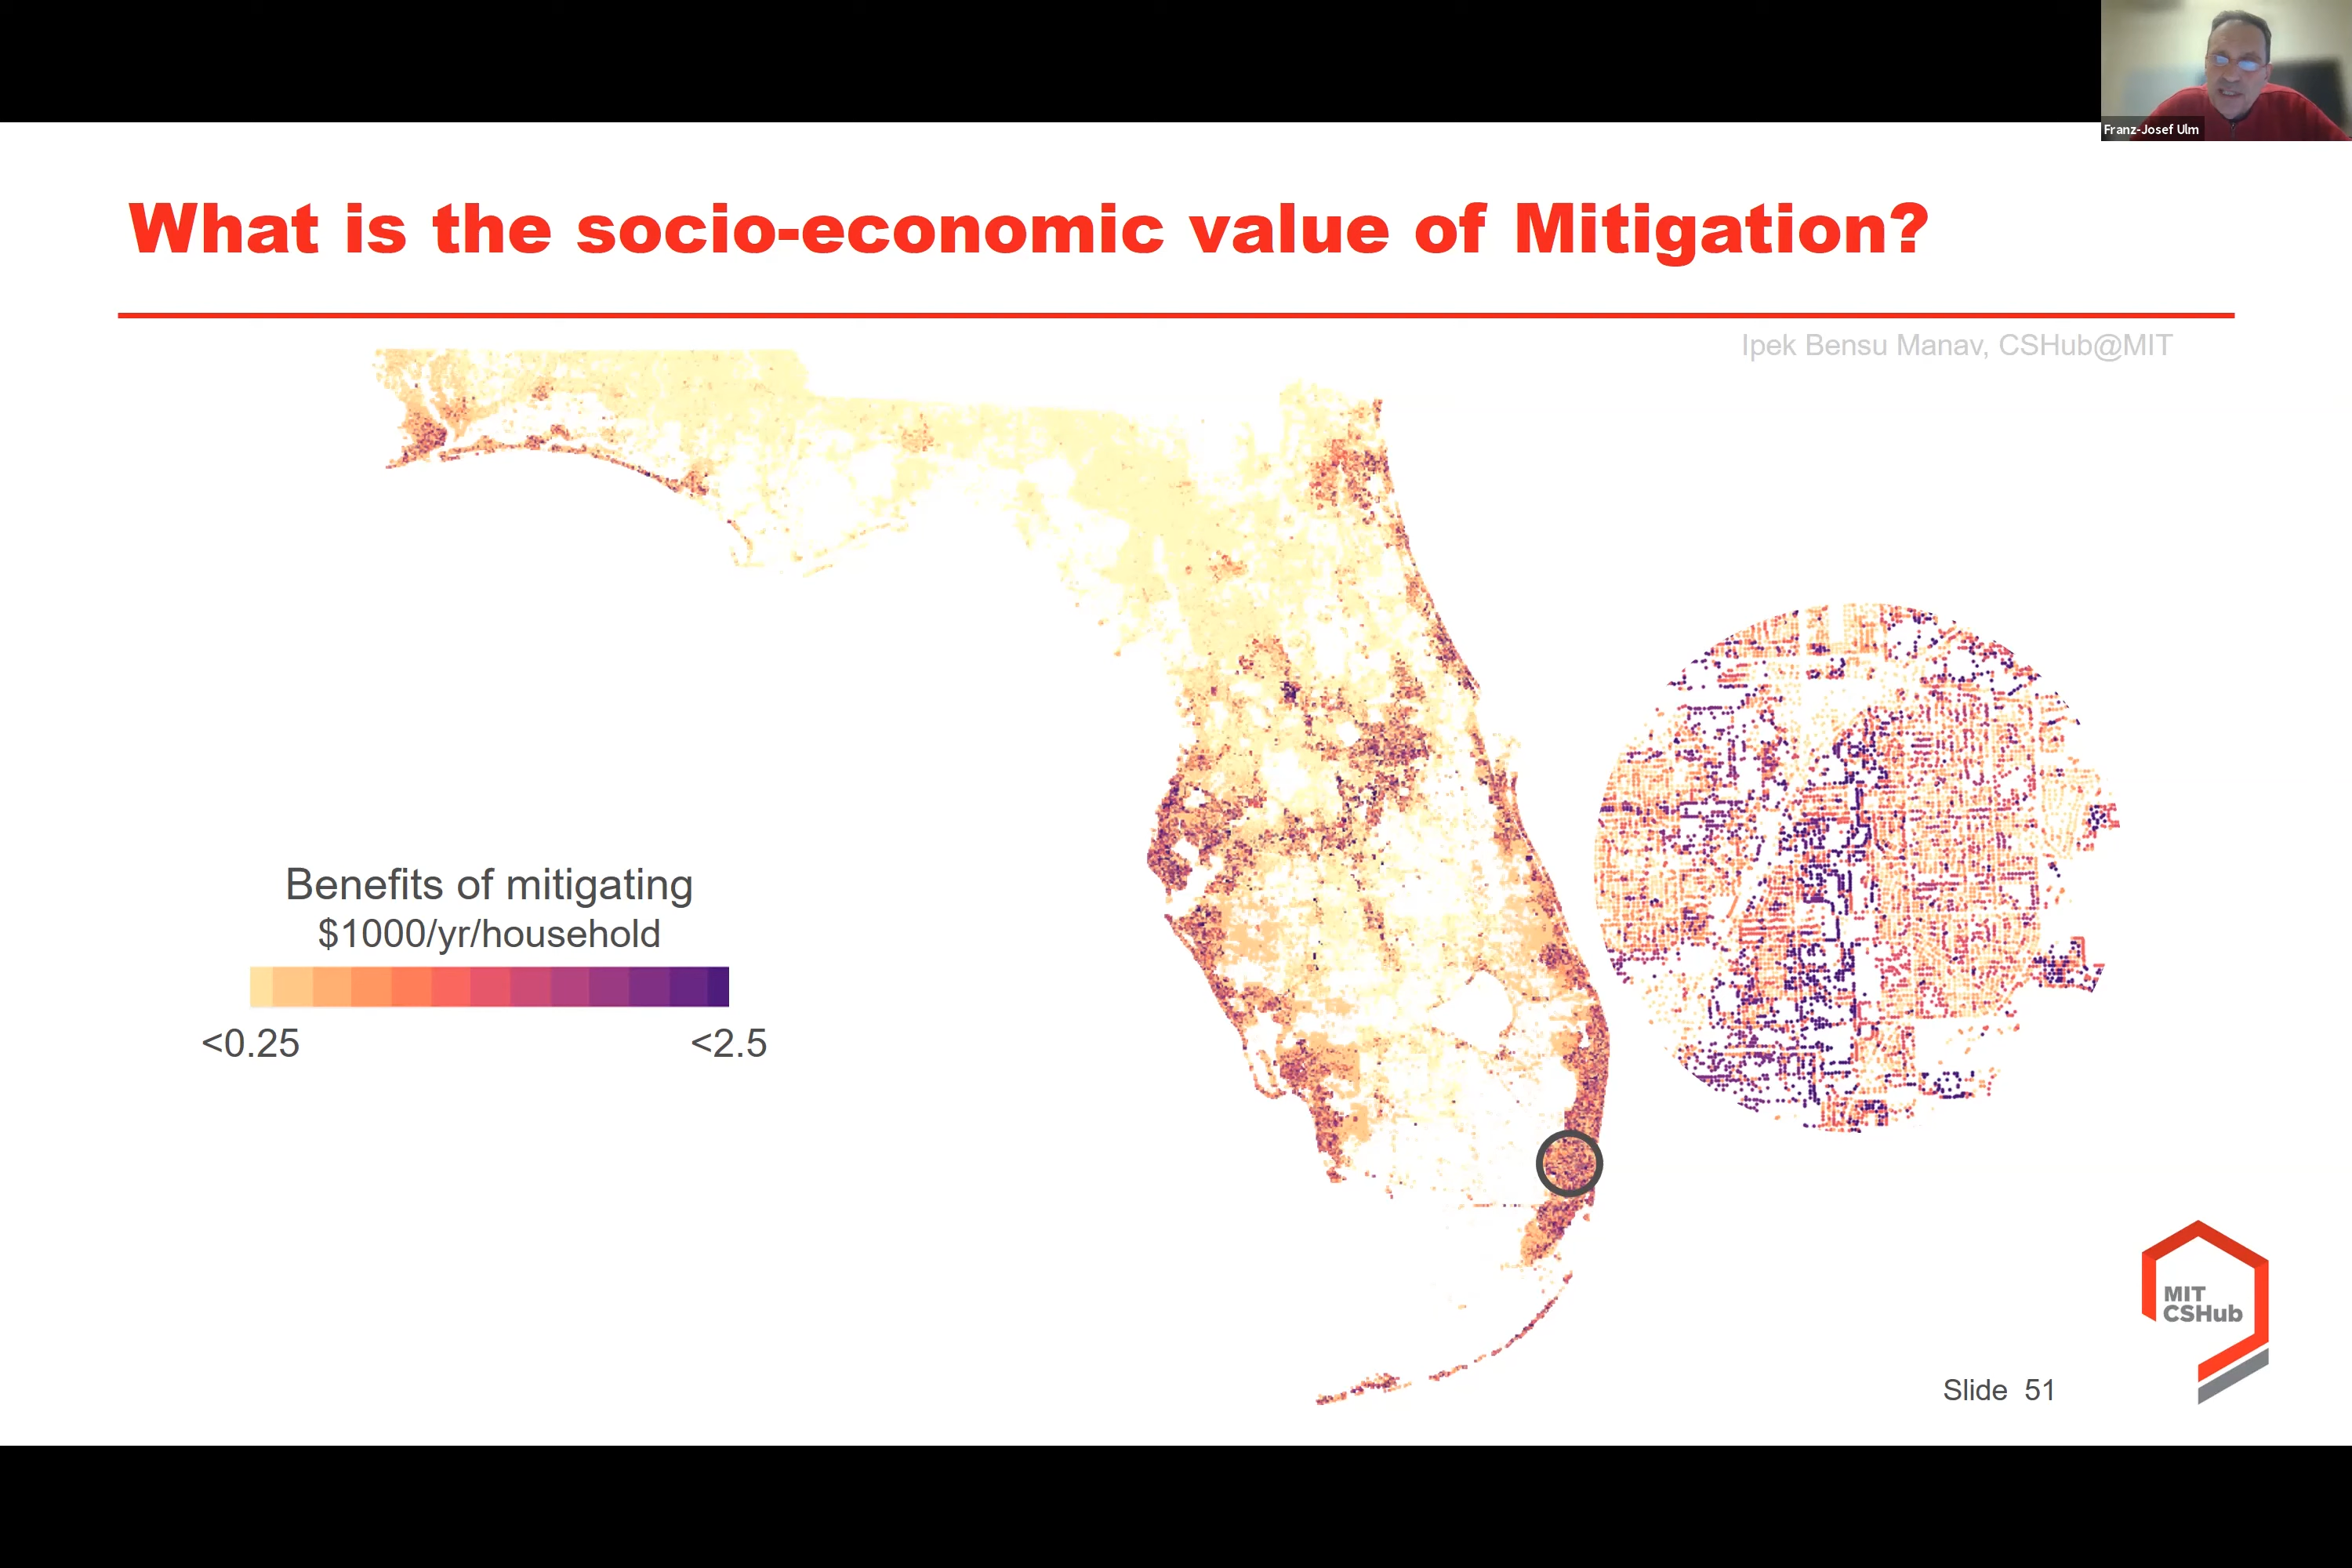 Franz-Josef Ulm
What is the socio-economic value of Mitigation?
Ipek Bensu Manav, CSHub@MIT
Benefits of mitigating
$1000/yr/household
<0.25 <2.5
MIT
CSHub
Slide 51